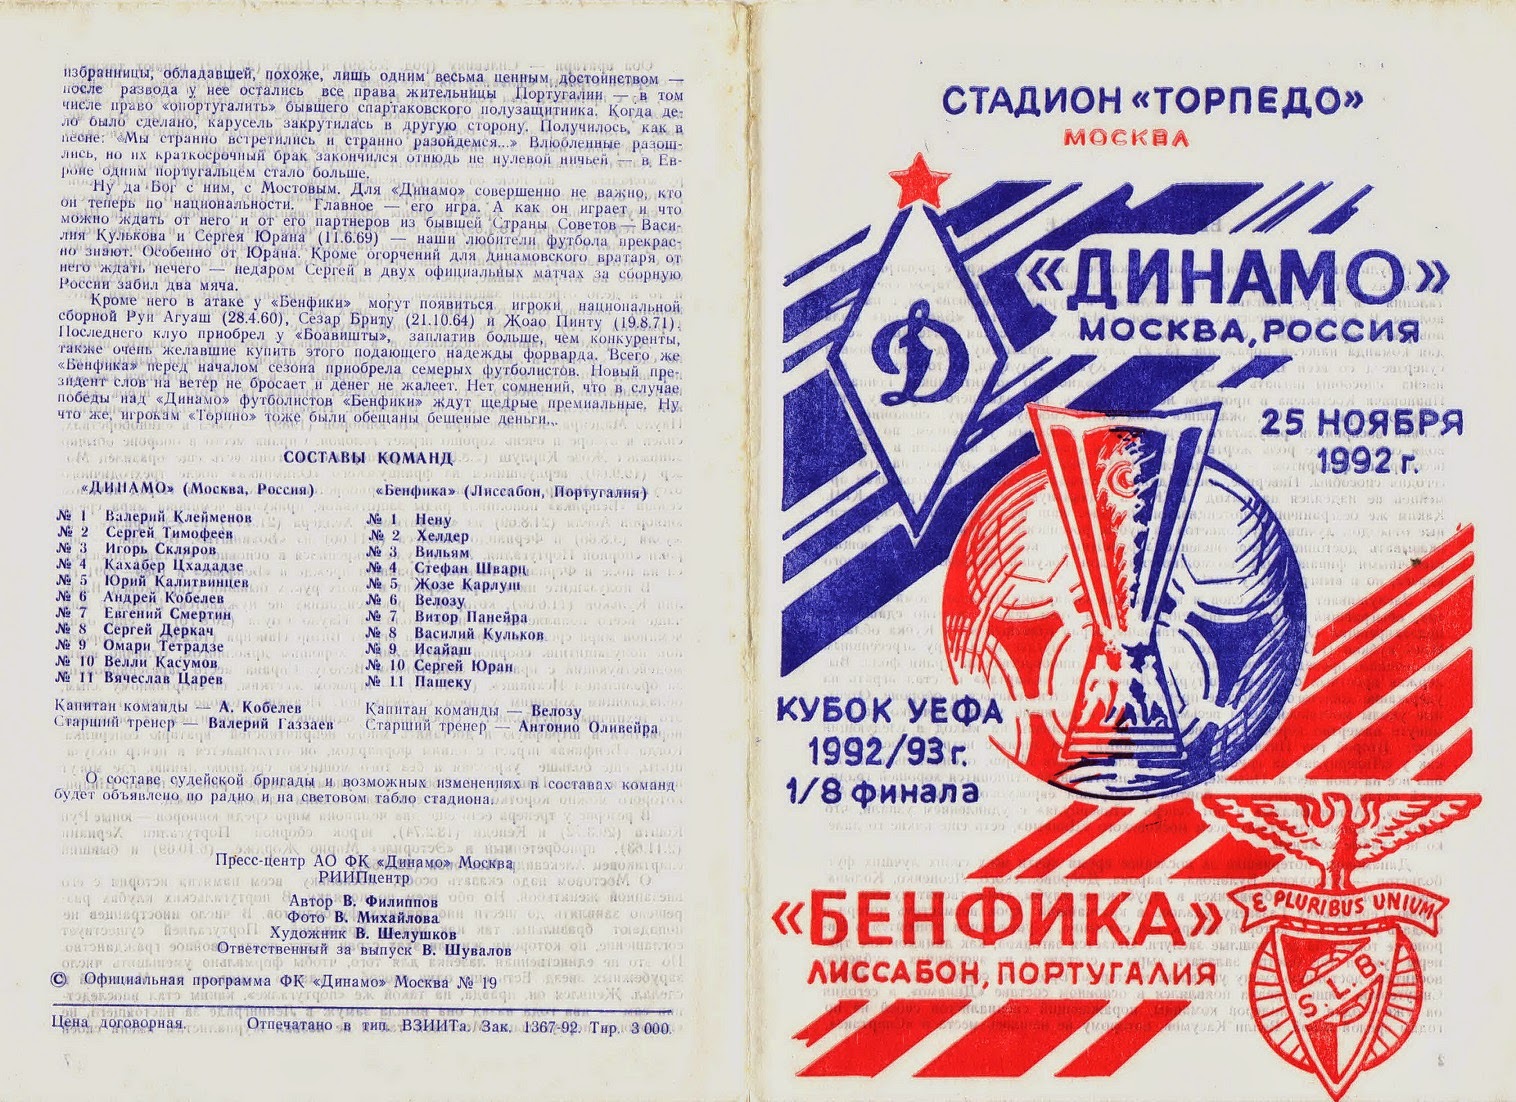 избранницы, обладавшей, похоже, лишь одним весьма ценным достоинством —
после развода у нее остались все права жительницы Португалии — в том
числе право «опортугалить» бывшего спартаковского полузащитника. Когда де-
ло было сделано, карусель закрутилась в другую сторону. Получилось, как в
песне: «Мы странно встретились и странно разойдемся...» Влюбленные разош-
лись, но их краткосрочный брак закончился отнюдь не нулевой ничьей — в Ев-
ропе одним португальцем стало больше.
Ну да Бог с ним, с Мостовым. Для «Динамо» совершенно не важно, кто
он теперь по национальности. Главное — его игра. А как он играет и что
можно ждать от него и от его партнеров из бывшей Страны Советов — Васи-
лия Кулькова и Сергея Юрана (11.6.69) — наши любители футбола прекрас-
но знают. Особенно от Юрана. Кроме огорчений для динамовского вратаря от
него ждать нечего — недаром Сергей в двух официальных матчах за сборную
России забил два мяча.
Кроме него в атаке у «Бенфики» могут появиться игроки национальной
сборной Руи Агуаш (28.4.60), Сезар Бриту (21.10.64) и Жоао Пинту (19.8.71).
Последнего клуб приобрел у «Боавишты», заплатив больше, чем конкуренты,
также очень желавшие купить этого подающего надежды форварда. Всего же
«Бенфика» перед началом сезона приобрела семерых футболистов. Новый пре-
зидент слов на ветер не бросает и денег не жалеет. Нет сомнений, что в случае
победы над «Динамо» футболистов «Бенфики» ждут щедрые премиальные. Ну
что же, игрокам «Торино» тоже были обещаны бешеные деньги...
СОСТАВЫ КОМАНД
«ДИНАМО» (Москва, Россия)
№ 1 Валерий Клейменов
№ 2 Сергей Тимофеев
№ 3 Игорь Скляров
№ 4 Кахабер Цхададзе
№ 5 Юрий Калитвинцев
№ 6 Андрей Кобелев
№ 7 Евгений Смертин
№ 8 Сергей Деркач
№ 9 Омари Тетрадзе
№ 10 Велли Касумов
№ 11 Вячеслав Царев
Капитан команды — А. Кобелев
Старший тренер — Валерий Газзаев
«Бенфика» (Лиссабон, Португалия)
№ 1 Нену
№ 2 Хелдер
№ 3 Вильям
№ 4 Стефан Шварц
№ 5 Жозе Карлуш
№ 6 Велозу
№ 7 Витор Панейра
№ 8 Василий Кульков
№ 9 Исайаш
№ 10 Сергей Юран
№ 11 Пашеку
Капитан команды — Велозу
Старший тренер — Антонио Оливейра
О составе судейской бригады и возможных изменениях в составах команд
будет объявлено по радио и на световом табло стадиона.
Пресс-центр АО ФК «Динамо» Москва
РИИПцентр
Автор В. Филиппов
Фото В. Михайлова
Художник В. Шелушков
Ответственный за выпуск В. Шувалов
© Официальная программа ФК «Динамо» Москва № 19
Цена договорная. Отпечатано в тип. ВЗИИТа. Зак. 1367-92. Тир. 3 000.
СТАДИОН «ТОРПЕДО»
МОСКВА
Д
«ДИНАМО»
МОСКВА, РОССИЯ
25 НОЯБРЯ
1992 г.
КУБОК УЕФА
1992/93 г.
1/8 финала
«БЕНФИКА»
ЛИССАБОН, ПОРТУГАЛИЯ
E PLURIBUS UNIUM
S. L. B.